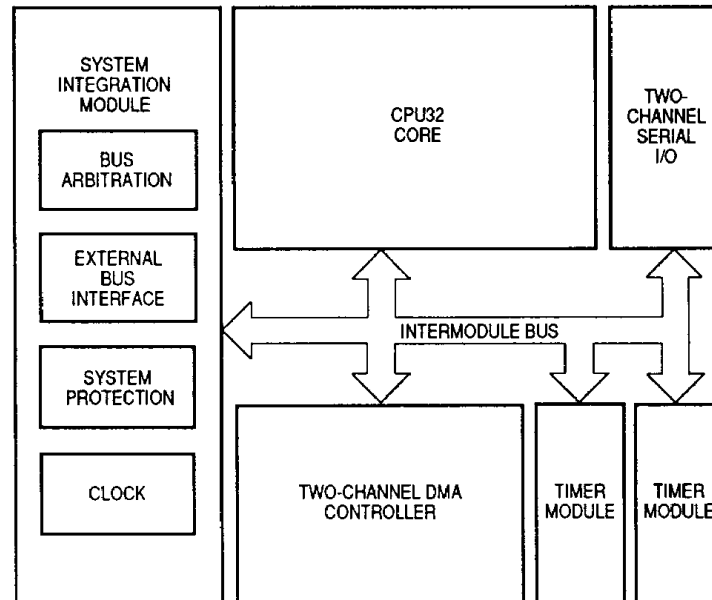 SYSTEM
INTEGRATION
MODULE
BUS
ARBITRATION
EXTERNAL
BUS
INTERFACE
SYSTEM
PROTECTION
CLOCK
CPU32
CORE
TWO-
CHANNEL
SERIAL
I/O
INTERMODULE BUS
TWO-CHANNEL DMA
CONTROLLER
TIMER
MODULE
TIMER
MODULE